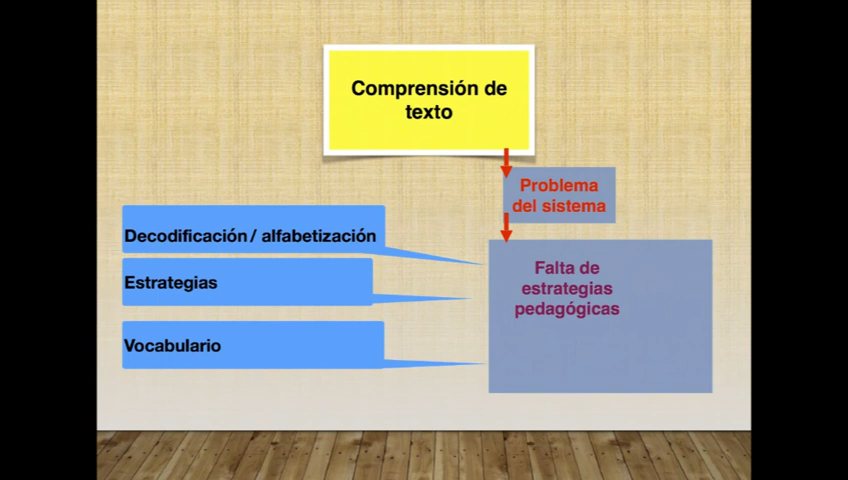 Comprensión de
texto
Problema
del sistema
Decodificación / alfabetización
Estrategias
Vocabulario
Falta de
estrategias
pedagógicas